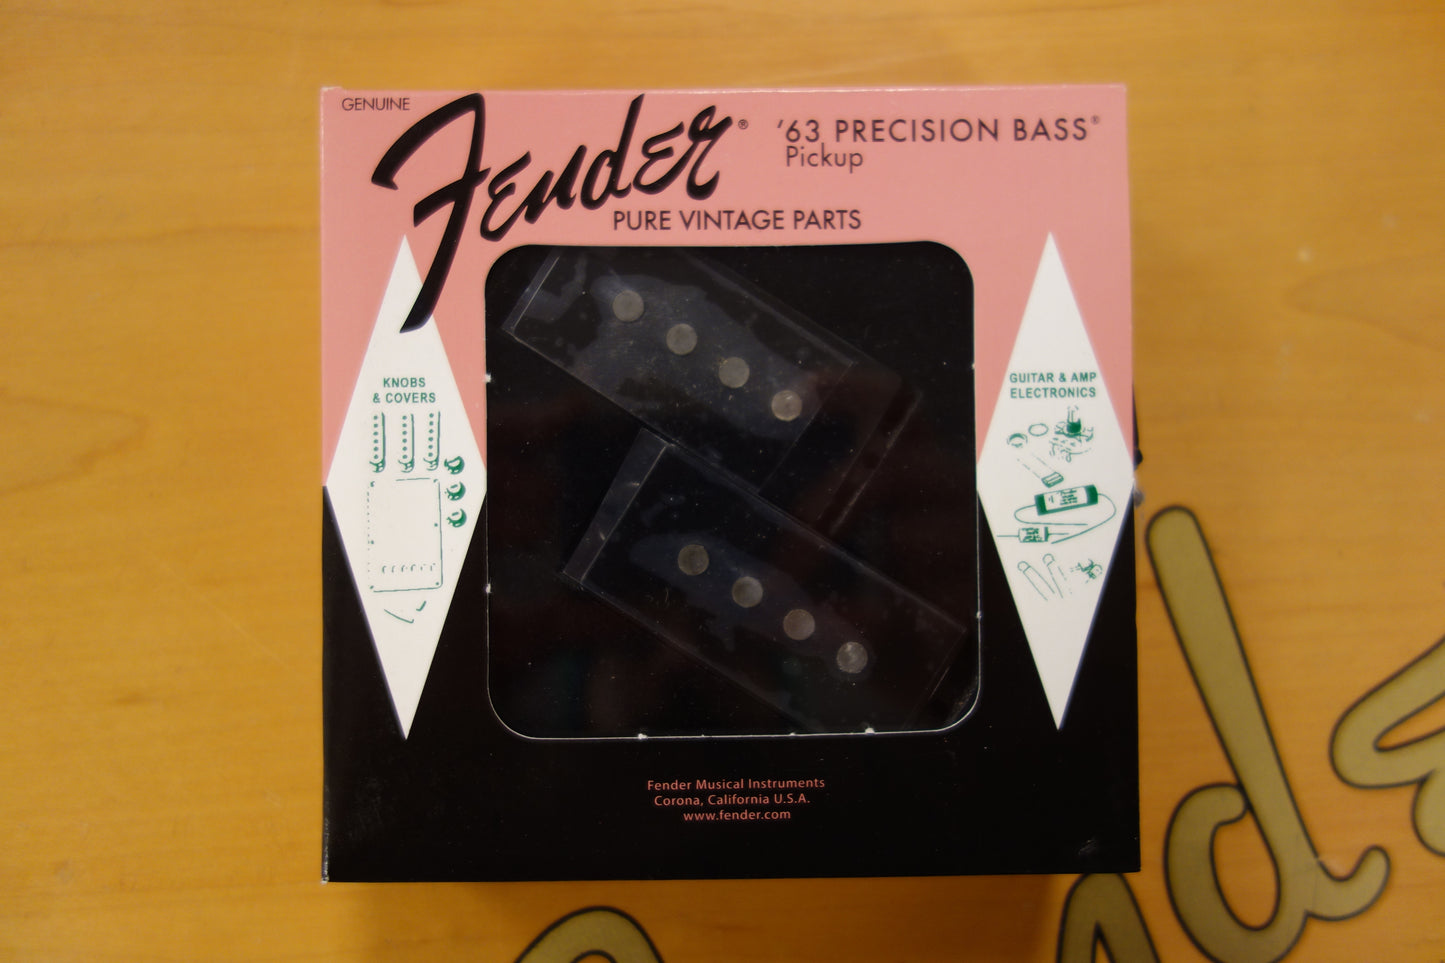 GENUINE
Fender®
'63 PRECISION BASS®
Pickup
PURE VINTAGE PARTS
KNOBS
& COVERS
GUITAR & AMP
ELECTRONICS
Fender Musical Instruments
Corona, California U.S.A.
www.fender.com